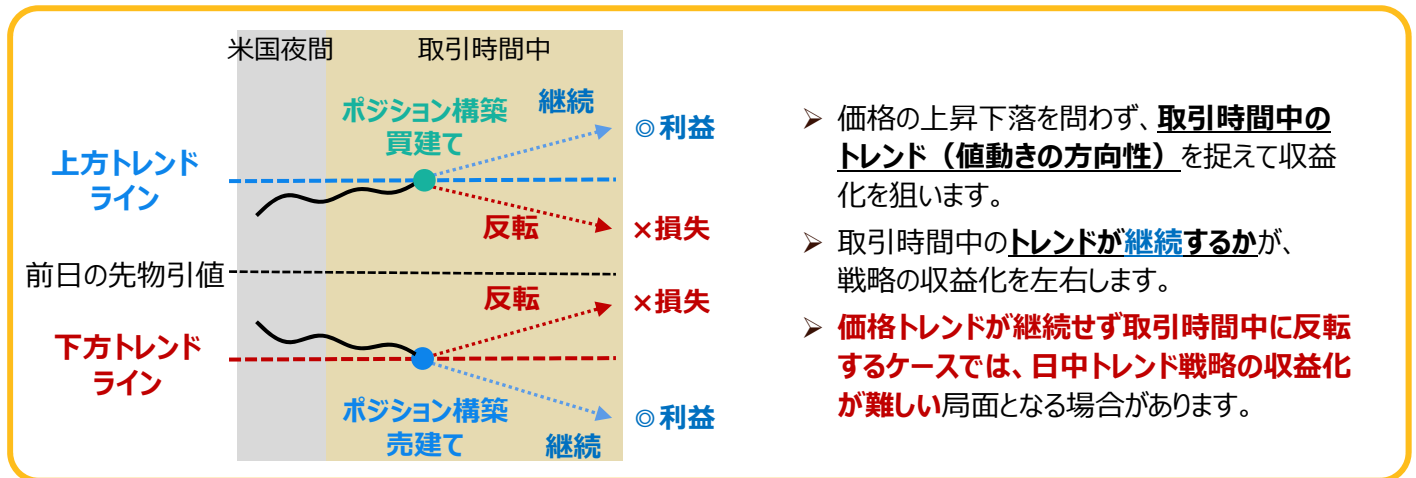 米国夜間
取引時間中
ポジション構築
買建て
継続
◎利益
上方トレンド
ライン
反転
×損失
前日の先物引値
反転
×損失
下方トレンド
ライン
ポジション構築
売建て
継続
◎利益
➢ 価格の上昇下落を問わず、取引時間中の
トレンド（値動きの方向性）を捉えて収益
化を狙います。
➢ 取引時間中のトレンドが継続するかが、
戦略の収益化を左右します。
➢ 価格トレンドが継続せず取引時間中に反転
するケースでは、日中トレンド戦略の収益化
が難しい局面となる場合があります。